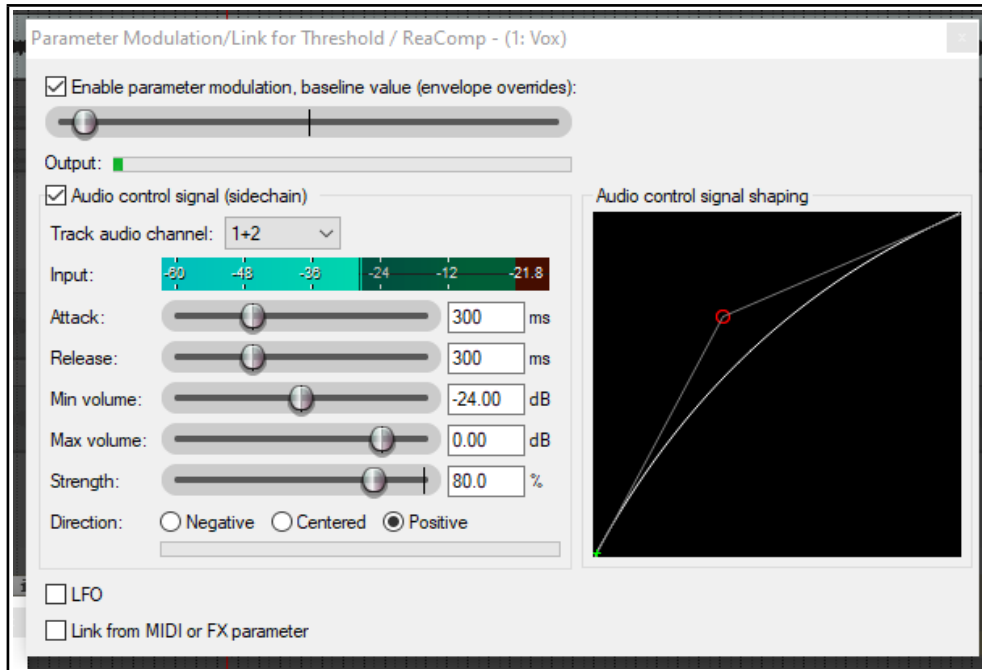 Parameter Modulation/Link for Threshold / ReaComp - (1: Vox)
x
Enable parameter modulation, baseline value (envelope overrides):
Output:
Audio control signal (sidechain)
Track audio channel: 1+2
Input: -60 -48 -36 -24 -12 -21.8
Attack: 300 ms
Release: 300 ms
Min volume: -24.00 dB
Max volume: 0.00 dB
Strength: 80.0 %
Direction: Negative Centered Positive
Audio control signal shaping
LFO
Link from MIDI or FX parameter